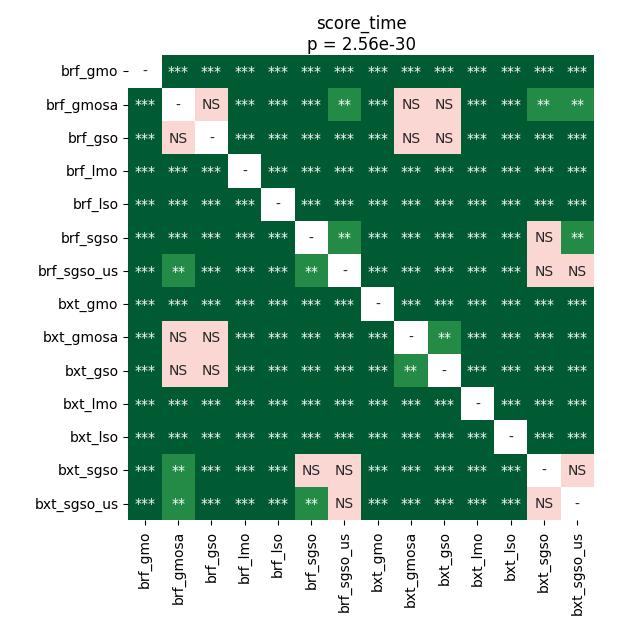 score_time
p = 2.56e-30
brf_gmo - *** *** *** *** *** *** *** *** *** *** *** *** ***
brf_gmosa *** - NS *** *** *** ** *** NS NS *** *** ** **
brf_gso *** NS - *** *** *** *** *** NS NS *** *** *** ***
brf_lmo *** *** *** - *** *** *** *** *** *** *** *** *** ***
brf_lso *** *** *** *** - *** *** *** *** *** *** *** *** ***
brf_sgso *** *** *** *** *** - ** *** *** *** *** *** NS **
brf_sgso_us *** ** *** *** *** ** - *** *** *** *** *** NS NS
bxt_gmo *** *** *** *** *** *** *** - *** *** *** *** *** ***
bxt_gmosa *** NS NS *** *** *** *** *** - ** *** *** *** ***
bxt_gso *** NS NS *** *** *** *** *** ** - *** *** *** ***
bxt_lmo *** *** *** *** *** *** *** *** *** *** - *** *** ***
bxt_lso *** *** *** *** *** *** *** *** *** *** *** - *** ***
bxt_sgso *** ** *** *** *** NS NS *** *** *** *** *** - NS
bxt_sgso_us *** ** *** *** *** ** NS *** *** *** *** *** NS -
brf_gmo brf_gmosa brf_gso brf_lmo brf_lso brf_sgso brf_sgso_us bxt_gmo bxt_gmosa bxt_gso bxt_lmo bxt_lso bxt_sgso bxt_sgso_us